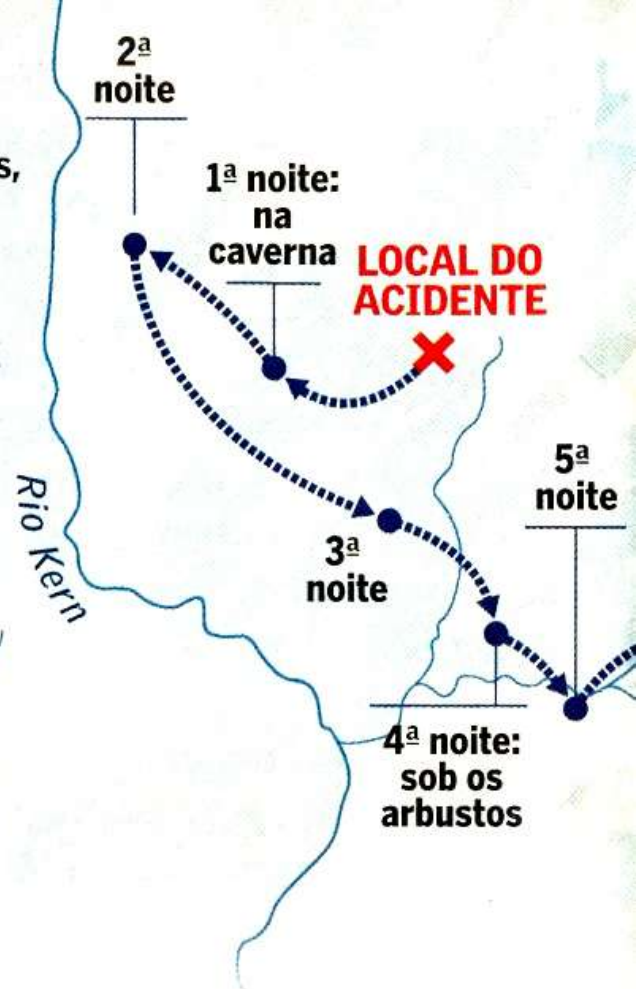 2ª
noite
s,
1ª noite:
na
caverna
LOCAL DO
ACIDENTE
5ª
noite
Rio Kern
3ª
noite
4ª noite:
sob os
arbustos